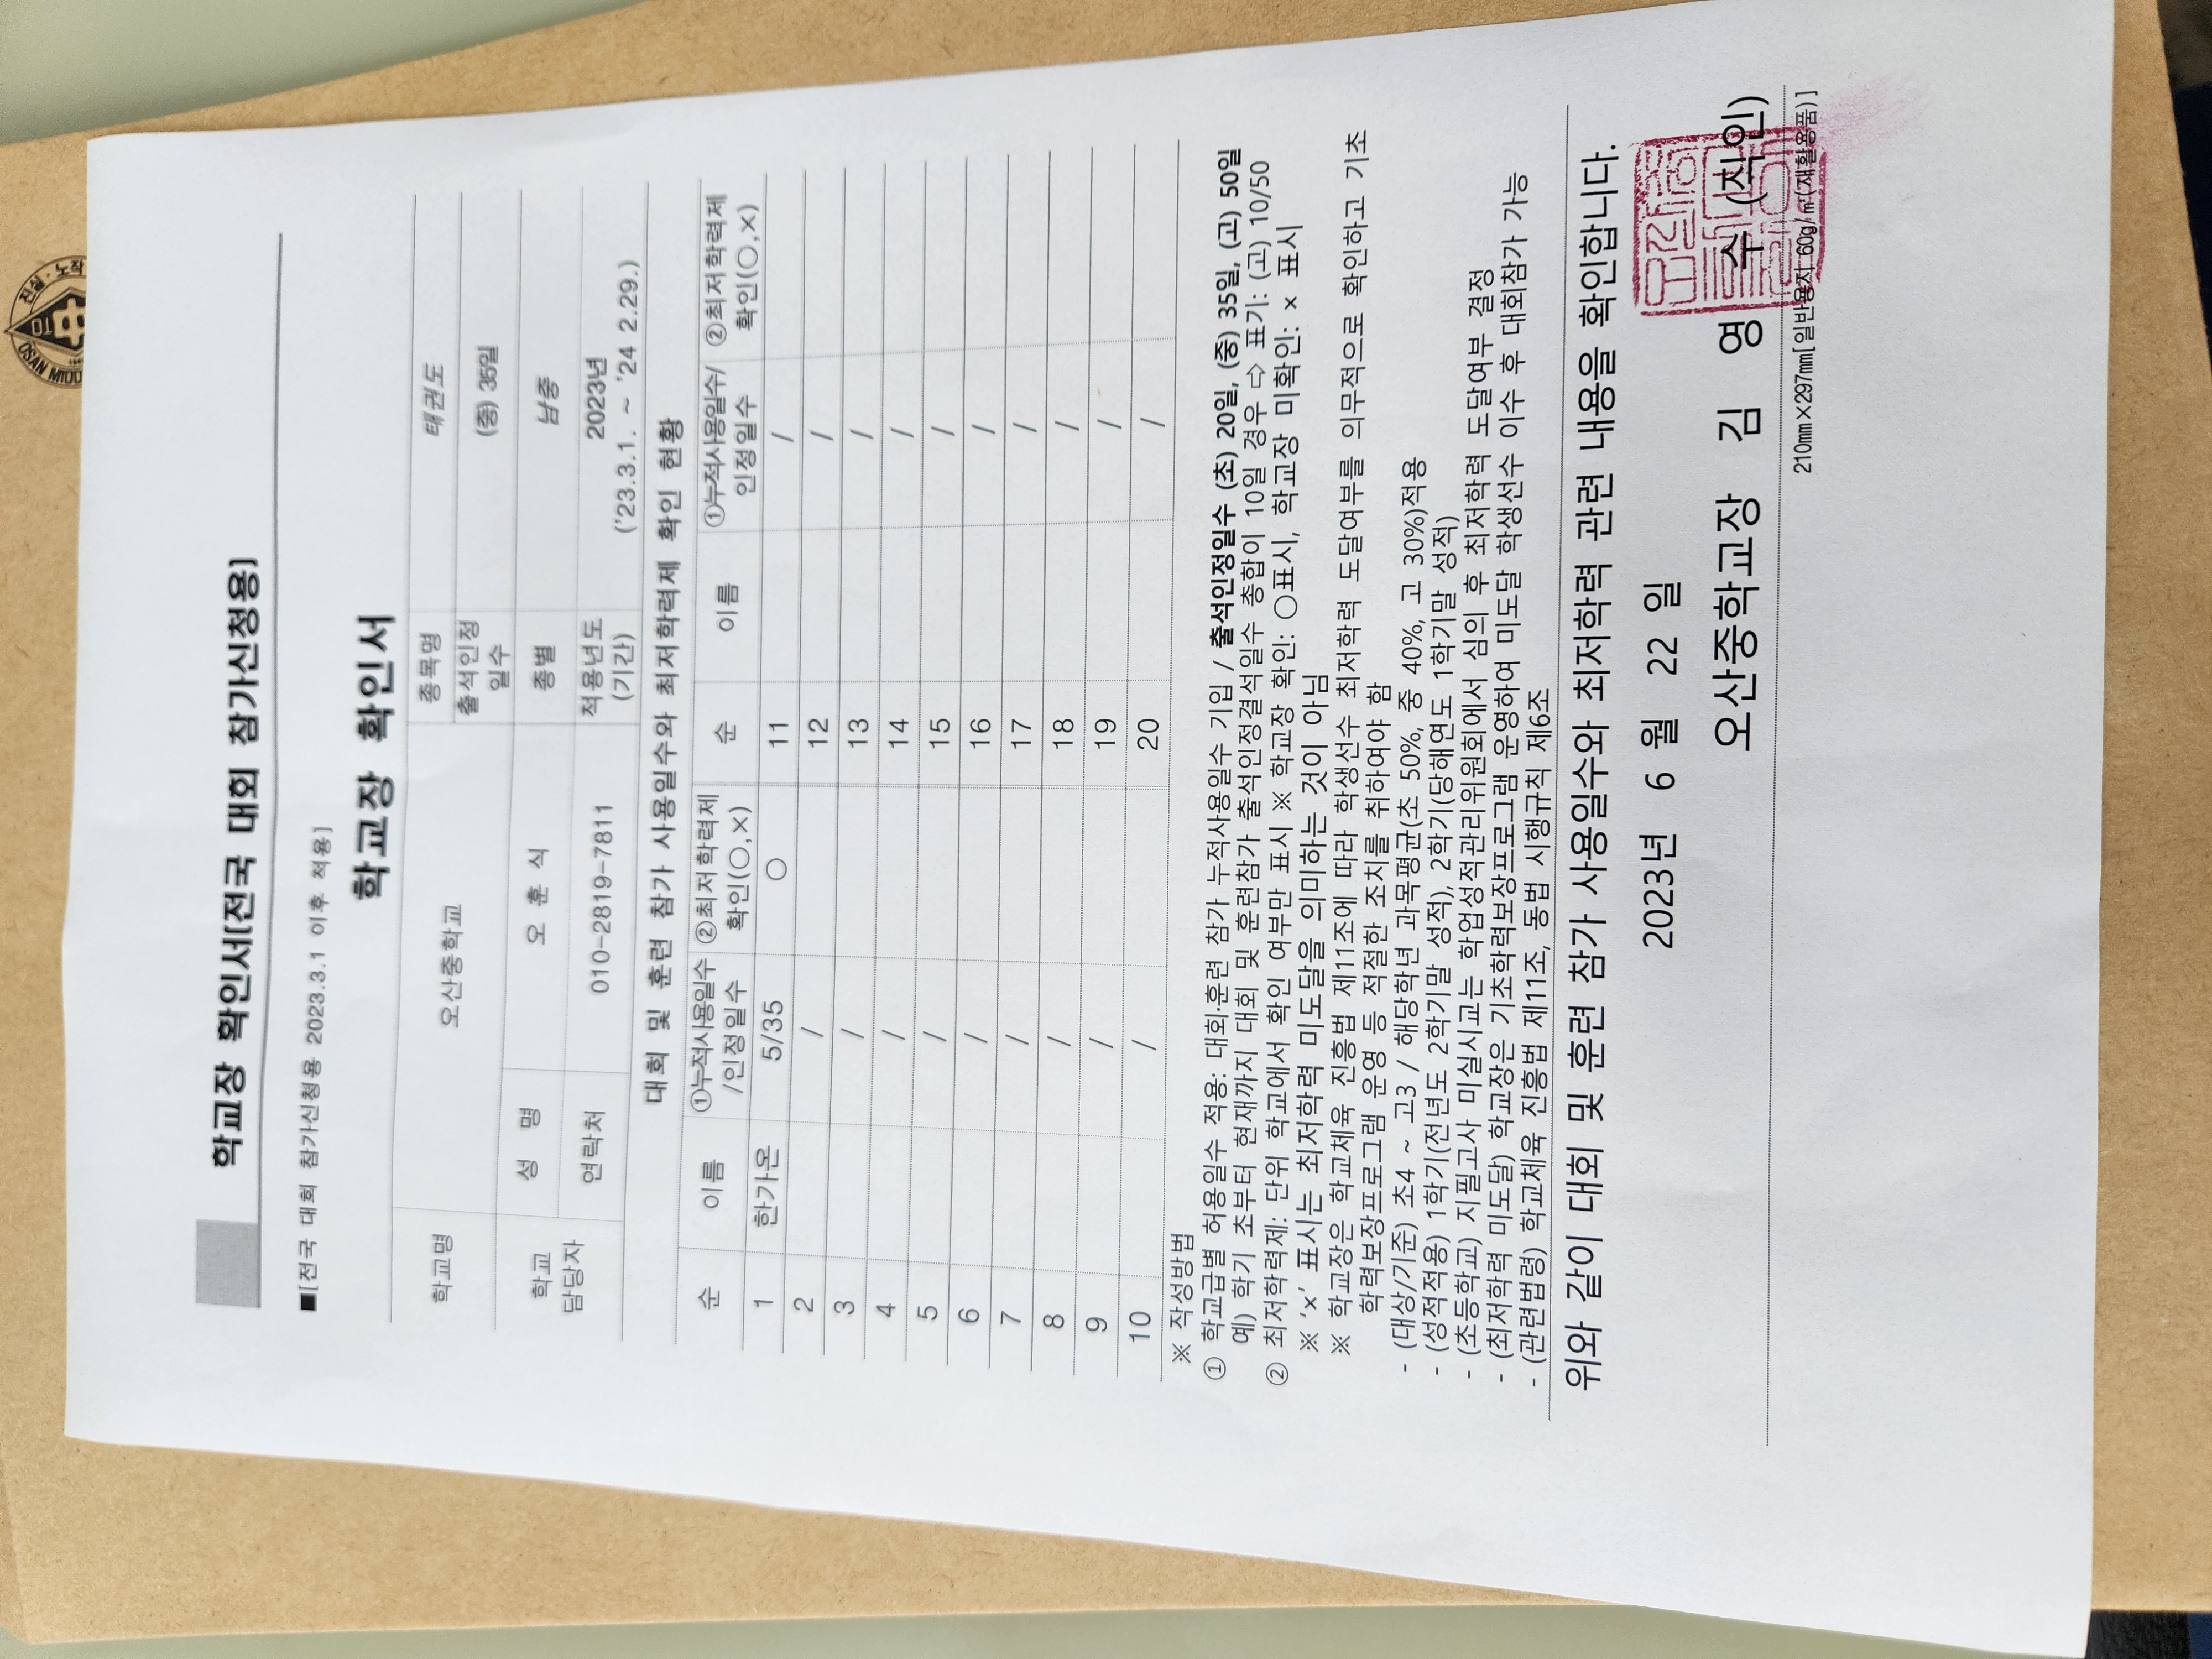 진실 · 노작
中
OSAN MIDD
학교장 확인서[전국 대회 참가신청용]
■[전국 대회 참가신청용 2023.3.1 이후 적용]
학교장 확인서
학교명 오산중학교 종목명 태권도
출석인정 일수 (중) 35일
학교 담당자 성 명 오 훈 식 종별 남중
연락처 010-2819-7811 적용년도 (기간) 2023년 ('23.3.1. ~ '24 2.29.)
대회 및 훈련 참가 사용일수와 최저학력제 확인 현황
순 이름 ①누적사용일수/인정일수 ②최저학력제 확인(○,×) 순 이름 ①누적사용일수/인정일수 ②최저학력제 확인(○,×)
1 한가온 5/35 ○ 11 /
2 / 12 /
3 / 13 /
4 / 14 /
5 / 15 /
6 / 16 /
7 / 17 /
8 / 18 /
9 / 19 /
10 / 20 /
※ 작성방법
① 학교급별 허용일수 적용: 대회·훈련 참가 누적사용일수 기입 / 출석인정일수 (초) 20일, (중) 35일, (고) 50일
예) 학기 초부터 현재까지 대회 및 훈련참가 출석인정결석일수 총합이 10일 경우 ⇨ 표기: (고) 10/50
② 최저학력제: 단위 학교에서 확인 여부만 표시 ※ 학교장 확인: ○표시, 학교장 미확인: × 표시
※ '×' 표시는 최저학력 미도달을 의미하는 것이 아님
※ 학교장은 학교체육 진흥법 제11조에 따라 학생선수 최저학력 도달여부를 의무적으로 확인하고 기초
학력보장프로그램 운영 등 적절한 조치를 취하여야 함
- (대상/기준) 초4 ~ 고3 / 해당학년 과목평균(초 50%, 중 40%, 고 30%)적용
- (성적적용) 1학기(전년도 2학기말 성적), 2학기(당해연도 1학기말 성적)
- (초등학교) 지필고사 미실시교는 학업성적관리위원회에서 심의 후 최저학력 도달여부 결정
- (최저학력 미도달) 학교장은 기초학력보장프로그램 운영하여 미도달 학생선수 이수 후 대회참가 가능
- (관련법령) 학교체육 진흥법 제11조, 동법 시행규칙 제6조
위와 같이 대회 및 훈련 참가 사용일수와 최저학력 관련 내용을 확인합니다.
2023년 6 월 22 일
오산중학교장 김 영 수 (직인)
210㎜×297㎜[일반용지 60g/㎡(재활용품)]